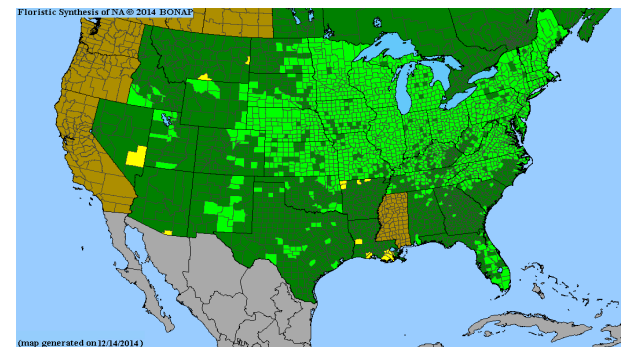 Floristic Synthesis of NA © 2014 BONAP
(map generated on 12/14/2014)